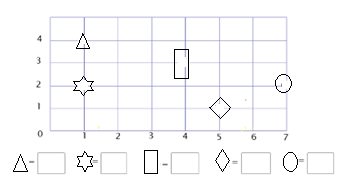 4
3
2
1
0 1 2 3 4 5 6 7
= = = = =